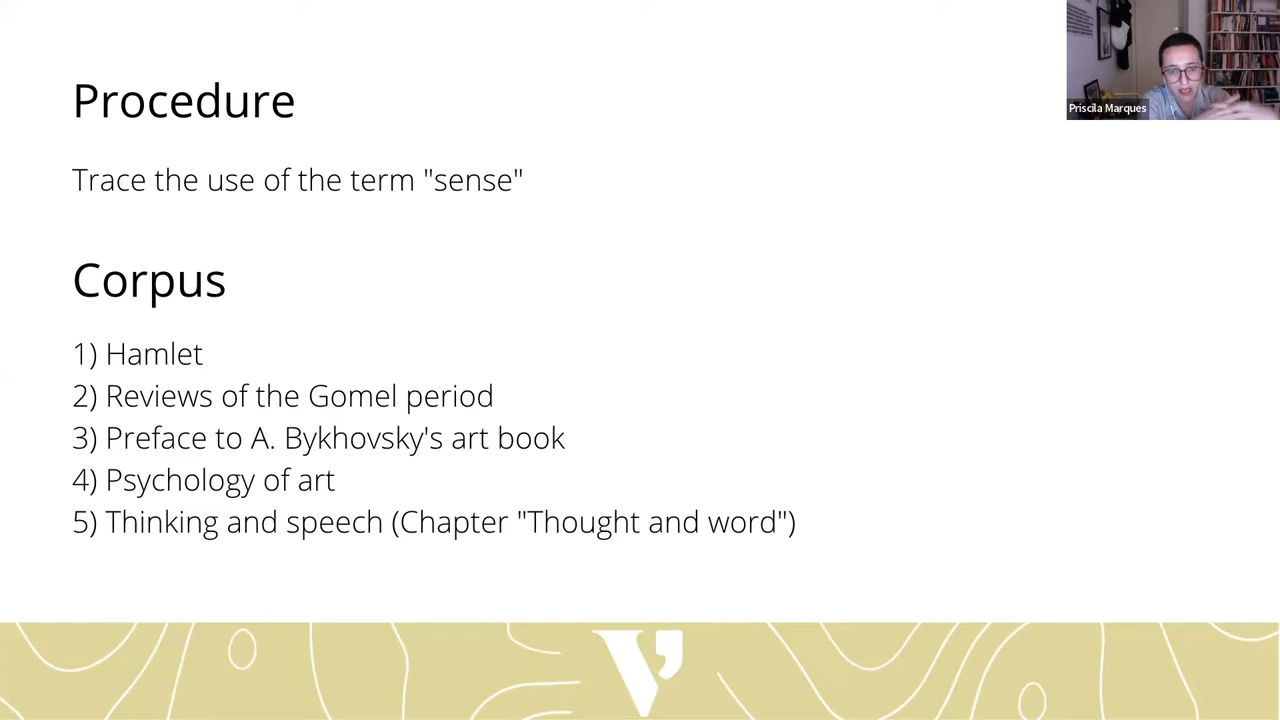 Procedure
Trace the use of the term "sense"
Corpus
1) Hamlet
2) Reviews of the Gomel period
3) Preface to A. Bykhovsky's art book
4) Psychology of art
5) Thinking and speech (Chapter "Thought and word")
Priscila Marques